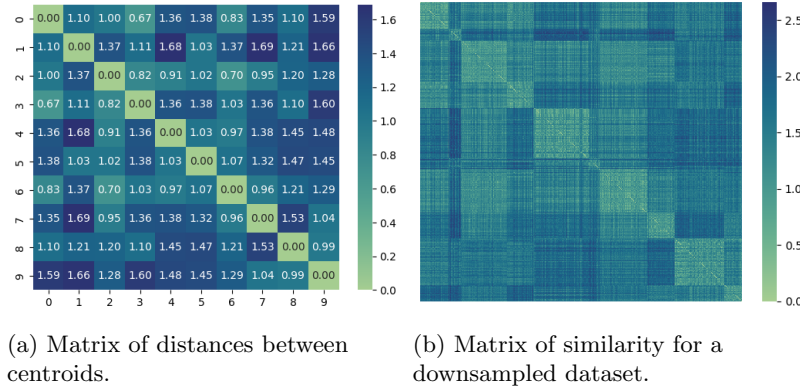 0 0.00 1.10 1.00 0.67 1.36 1.38 0.83 1.35 1.10 1.59
1 1.10 0.00 1.37 1.11 1.68 1.03 1.37 1.69 1.21 1.66
2 1.00 1.37 0.00 0.82 0.91 1.02 0.70 0.95 1.20 1.28
3 0.67 1.11 0.82 0.00 1.36 1.38 1.03 1.36 1.10 1.60
4 1.36 1.68 0.91 1.36 0.00 1.03 0.97 1.38 1.45 1.48
5 1.38 1.03 1.02 1.38 1.03 0.00 1.07 1.32 1.47 1.45
6 0.83 1.37 0.70 1.03 0.97 1.07 0.00 0.96 1.21 1.29
7 1.35 1.69 0.95 1.36 1.38 1.32 0.96 0.00 1.53 1.04
8 1.10 1.21 1.20 1.10 1.45 1.47 1.21 1.53 0.00 0.99
9 1.59 1.66 1.28 1.60 1.48 1.45 1.29 1.04 0.99 0.00
0 1 2 3 4 5 6 7 8 9
1.6
1.4
1.2
1.0
0.8
0.6
0.4
0.2
0.0
(a) Matrix of distances between
centroids.
2.5
2.0
1.5
1.0
0.5
0.0
(b) Matrix of similarity for a
downsampled dataset.